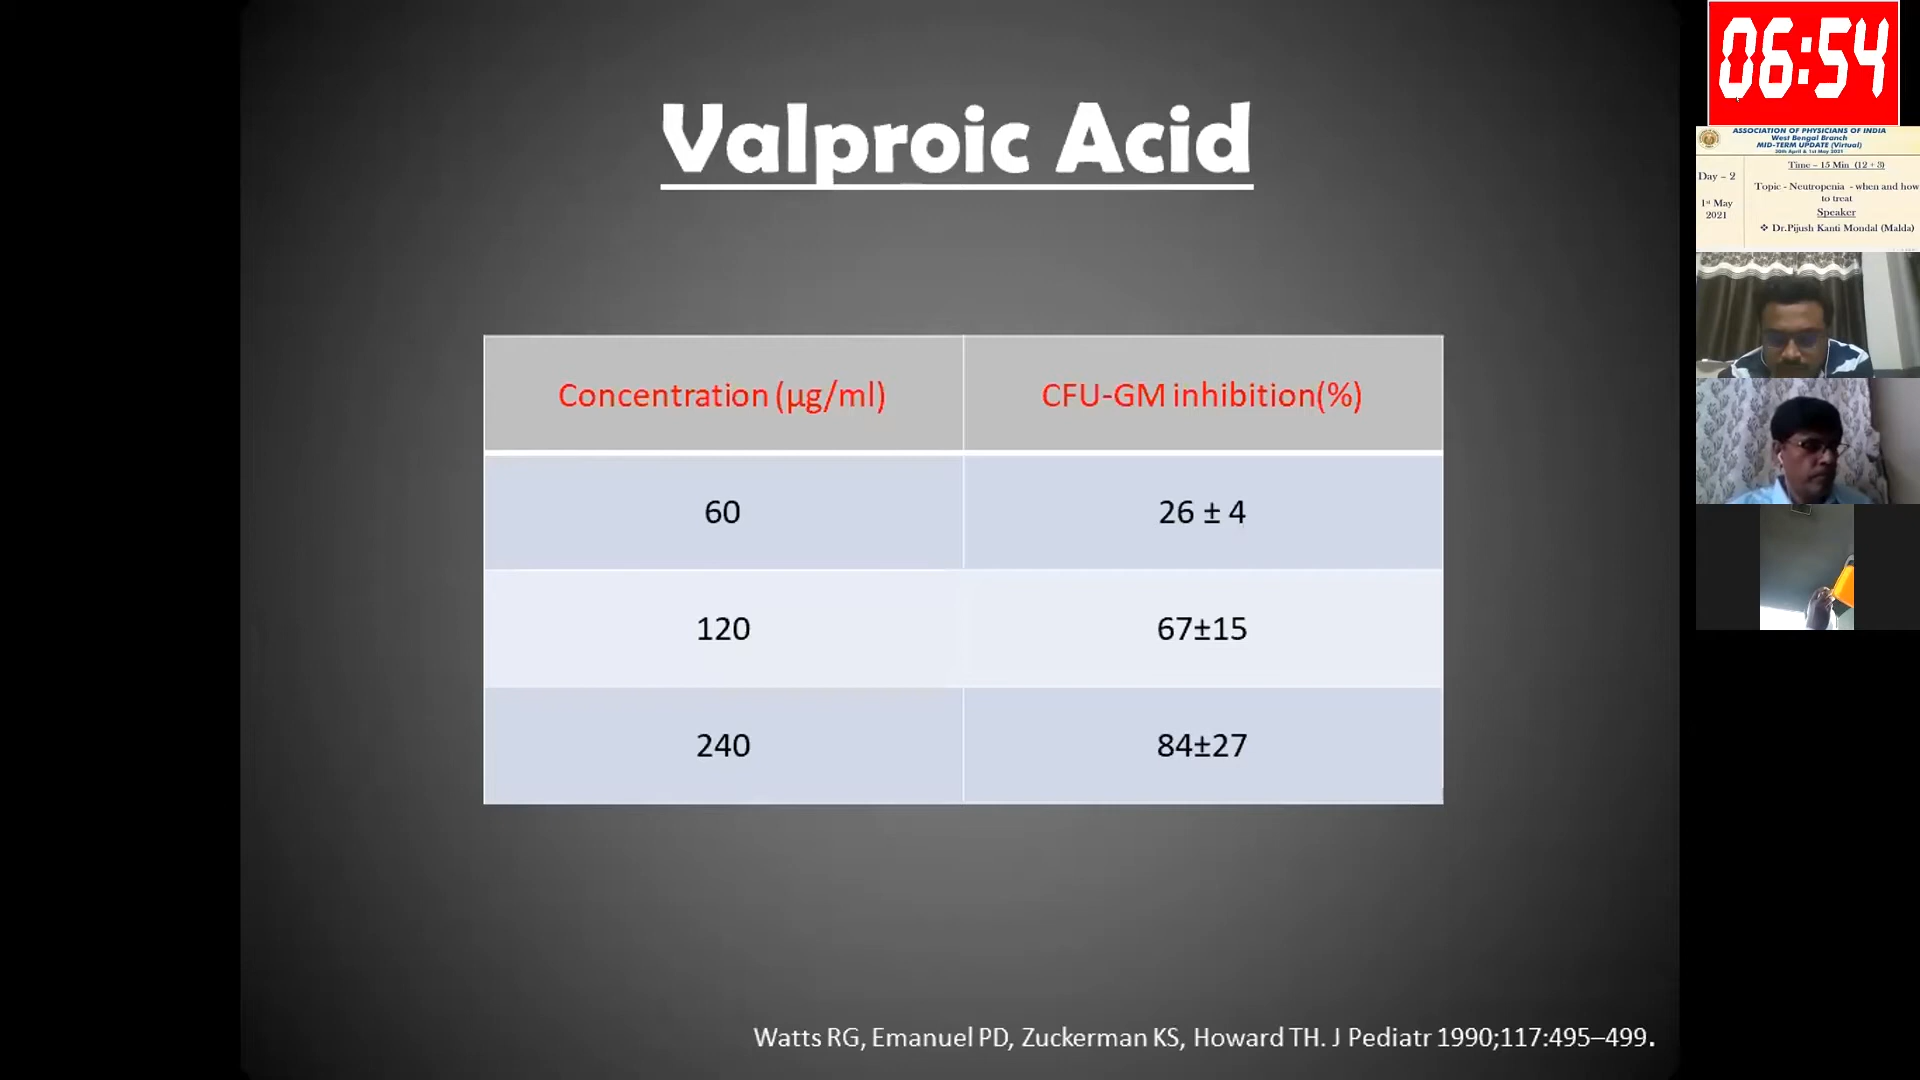 Valproic Acid
Concentration (µg/ml) CFU-GM inhibition(%)
60 26 ± 4
120 67±15
240 84±27
Watts RG, Emanuel PD, Zuckerman KS, Howard TH. J Pediatr 1990;117:495–499.
06:54
ASSOCIATION OF PHYSICIANS OF INDIA
West Bengal Branch
MID-TERM UPDATE (Virtual)
30th April & 1st May 2021
Day – 2
1st May
2021
Time – 15 Min (12 + 3)
Topic - Neutropenia - when and how
to treat
Speaker
❖ Dr.Pijush Kanti Mondal (Malda)